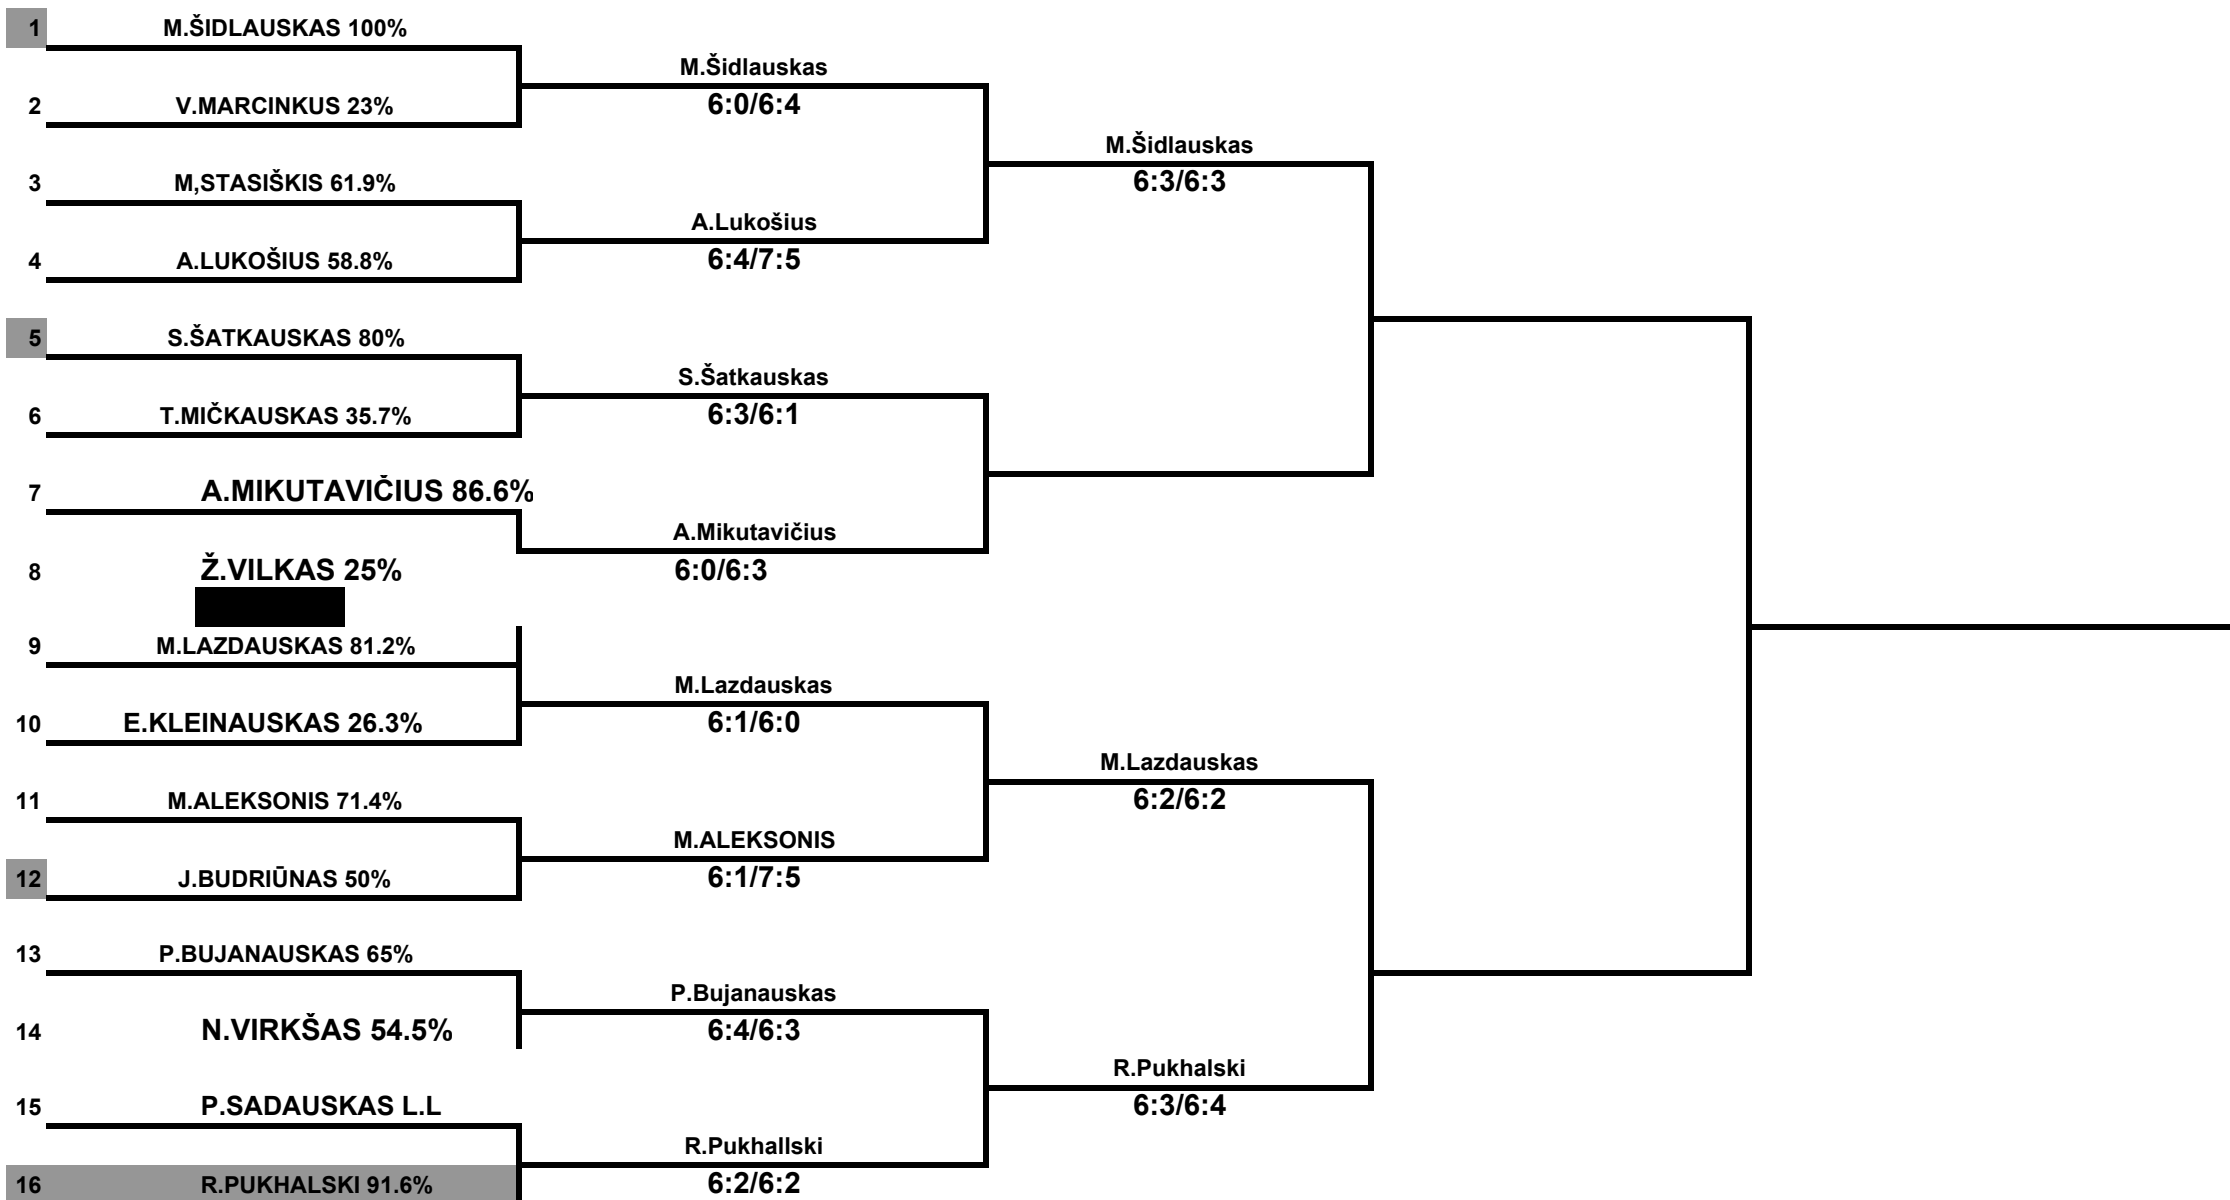 1 M.ŠIDLAUSKAS 100%
M.Šidlauskas
2 V.MARCINKUS 23%
6:0/6:4
M.Šidlauskas
3 M,STASIŠKIS 61.9%
6:3/6:3
A.Lukošius
4 A.LUKOŠIUS 58.8%
6:4/7:5
5 S.ŠATKAUSKAS 80%
S.Šatkauskas
6 T.MIČKAUSKAS 35.7%
6:3/6:1
7 A.MIKUTAVIČIUS 86.6%
A.Mikutavičius
8 Ž.VILKAS 25%
6:0/6:3
9 M.LAZDAUSKAS 81.2%
M.Lazdauskas
10 E.KLEINAUSKAS 26.3%
6:1/6:0
M.Lazdauskas
11 M.ALEKSONIS 71.4%
6:2/6:2
M.ALEKSONIS
12 J.BUDRIŪNAS 50%
6:1/7:5
13 P.BUJANAUSKAS 65%
P.Bujanauskas
14 N.VIRKŠAS 54.5%
6:4/6:3
R.Pukhalski
15 P.SADAUSKAS L.L
6:3/6:4
R.Pukhallski
16 R.PUKHALSKI 91.6%
6:2/6:2